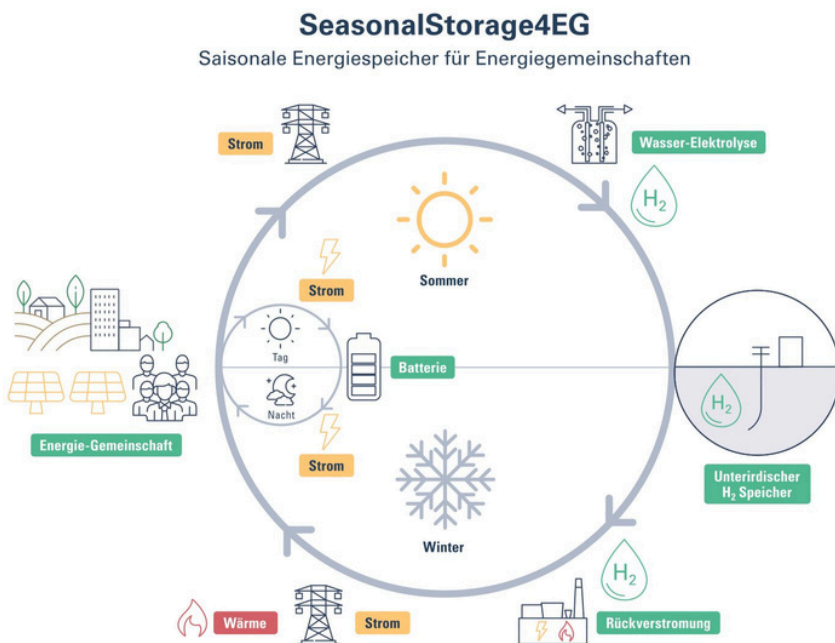 SeasonalStorage4EG
Saisonale Energiespeicher für Energiegemeinschaften
Strom
Wasser-Elektrolyse
H₂
Sommer
Strom
Tag
Batterie
Nacht
H₂
Energie-Gemeinschaft
Strom
Unterirdischer
H₂ Speicher
Winter
H₂
Wärme
Strom
Rückverstromung